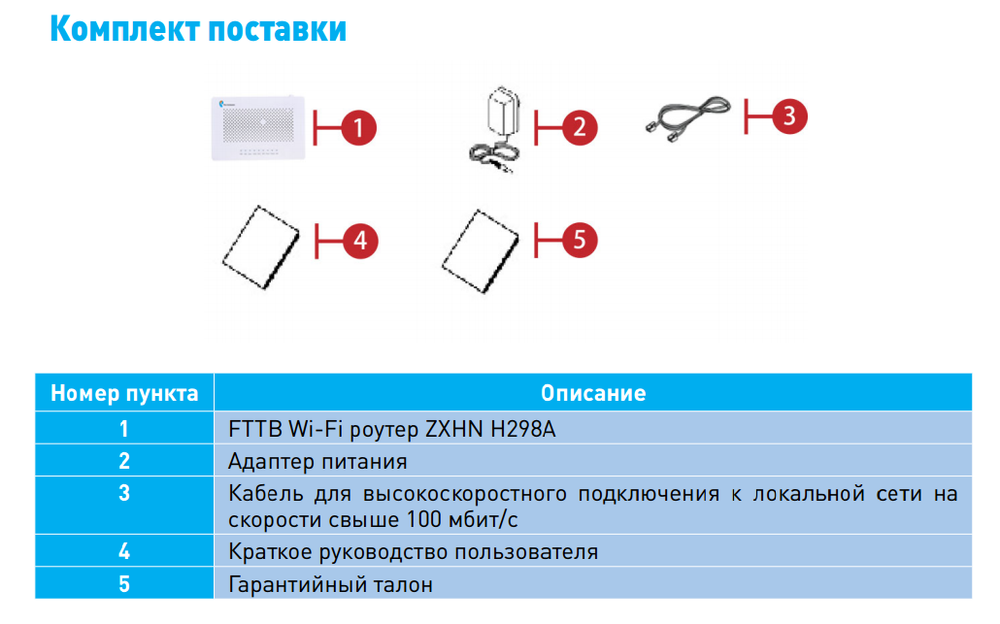 Комплект поставки
1
2
3
4
5
Номер пункта Описание
1 FTTB Wi-Fi роутер ZXHN H298A
2 Адаптер питания
3 Кабель для высокоскоростного подключения к локальной сети на
скорости свыше 100 мбит/с
4 Краткое руководство пользователя
5 Гарантийный талон